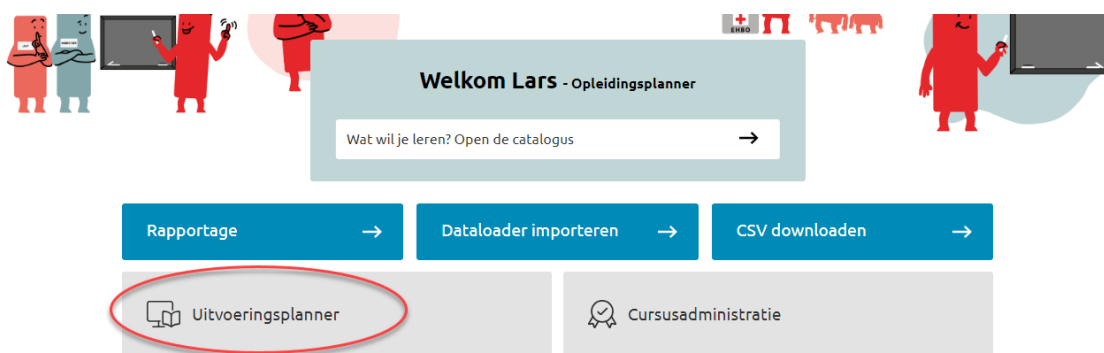 EHBO
Welkom Lars - Opleidingsplanner
Wat wil je leren? Open de catalogus
Rapportage
Dataloader importeren
CSV downloaden
Uitvoeringsplanner
Cursusadministratie